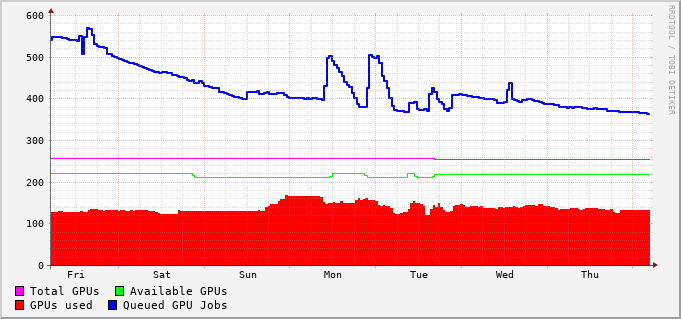 600
500
400
300
200
100
0
Fri Sat Sun Mon Tue Wed Thu
Total GPUs Available GPUs
GPUs used Queued GPU Jobs
RRDTOOL / TOBI OETIKER